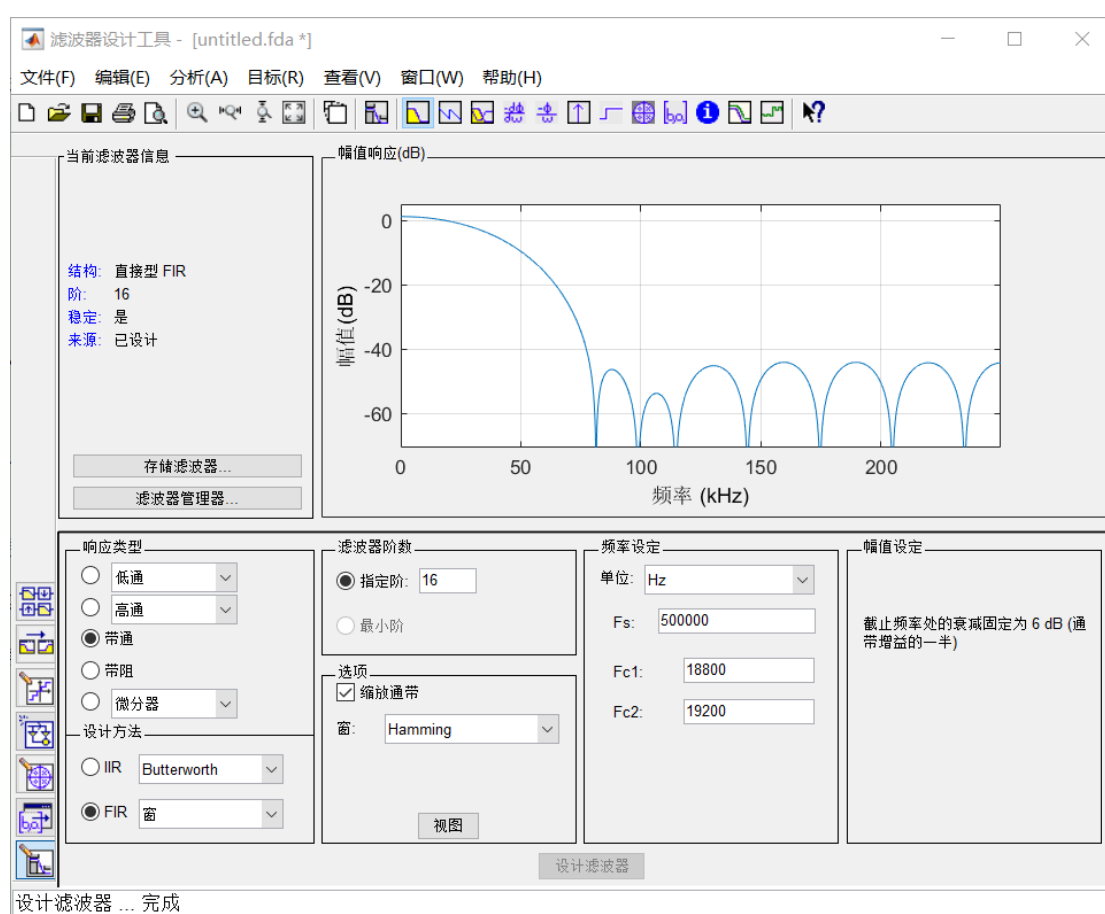 滤波器设计工具 - [untitled.fda *]
文件(F) 编辑(E) 分析(A) 目标(R) 查看(V) 窗口(W) 帮助(H)
当前滤波器信息
结构: 直接型 FIR
阶: 16
稳定: 是
来源: 已设计
存储滤波器...
滤波器管理器...
幅值响应(dB)
幅值(dB)
0
-20
-40
-60
0 50 100 150 200
频率 (kHz)
响应类型
低通
高通
带通
带阻
微分器
设计方法
IIR Butterworth
FIR 窗
滤波器阶数
指定阶: 16
最小阶
选项
缩放通带
窗: Hamming
视图
频率设定
单位: Hz
Fs: 500000
Fc1: 18800
Fc2: 19200
幅值设定
截止频率处的衰减固定为 6 dB (通
带增益的一半)
设计滤波器
设计滤波器 ... 完成